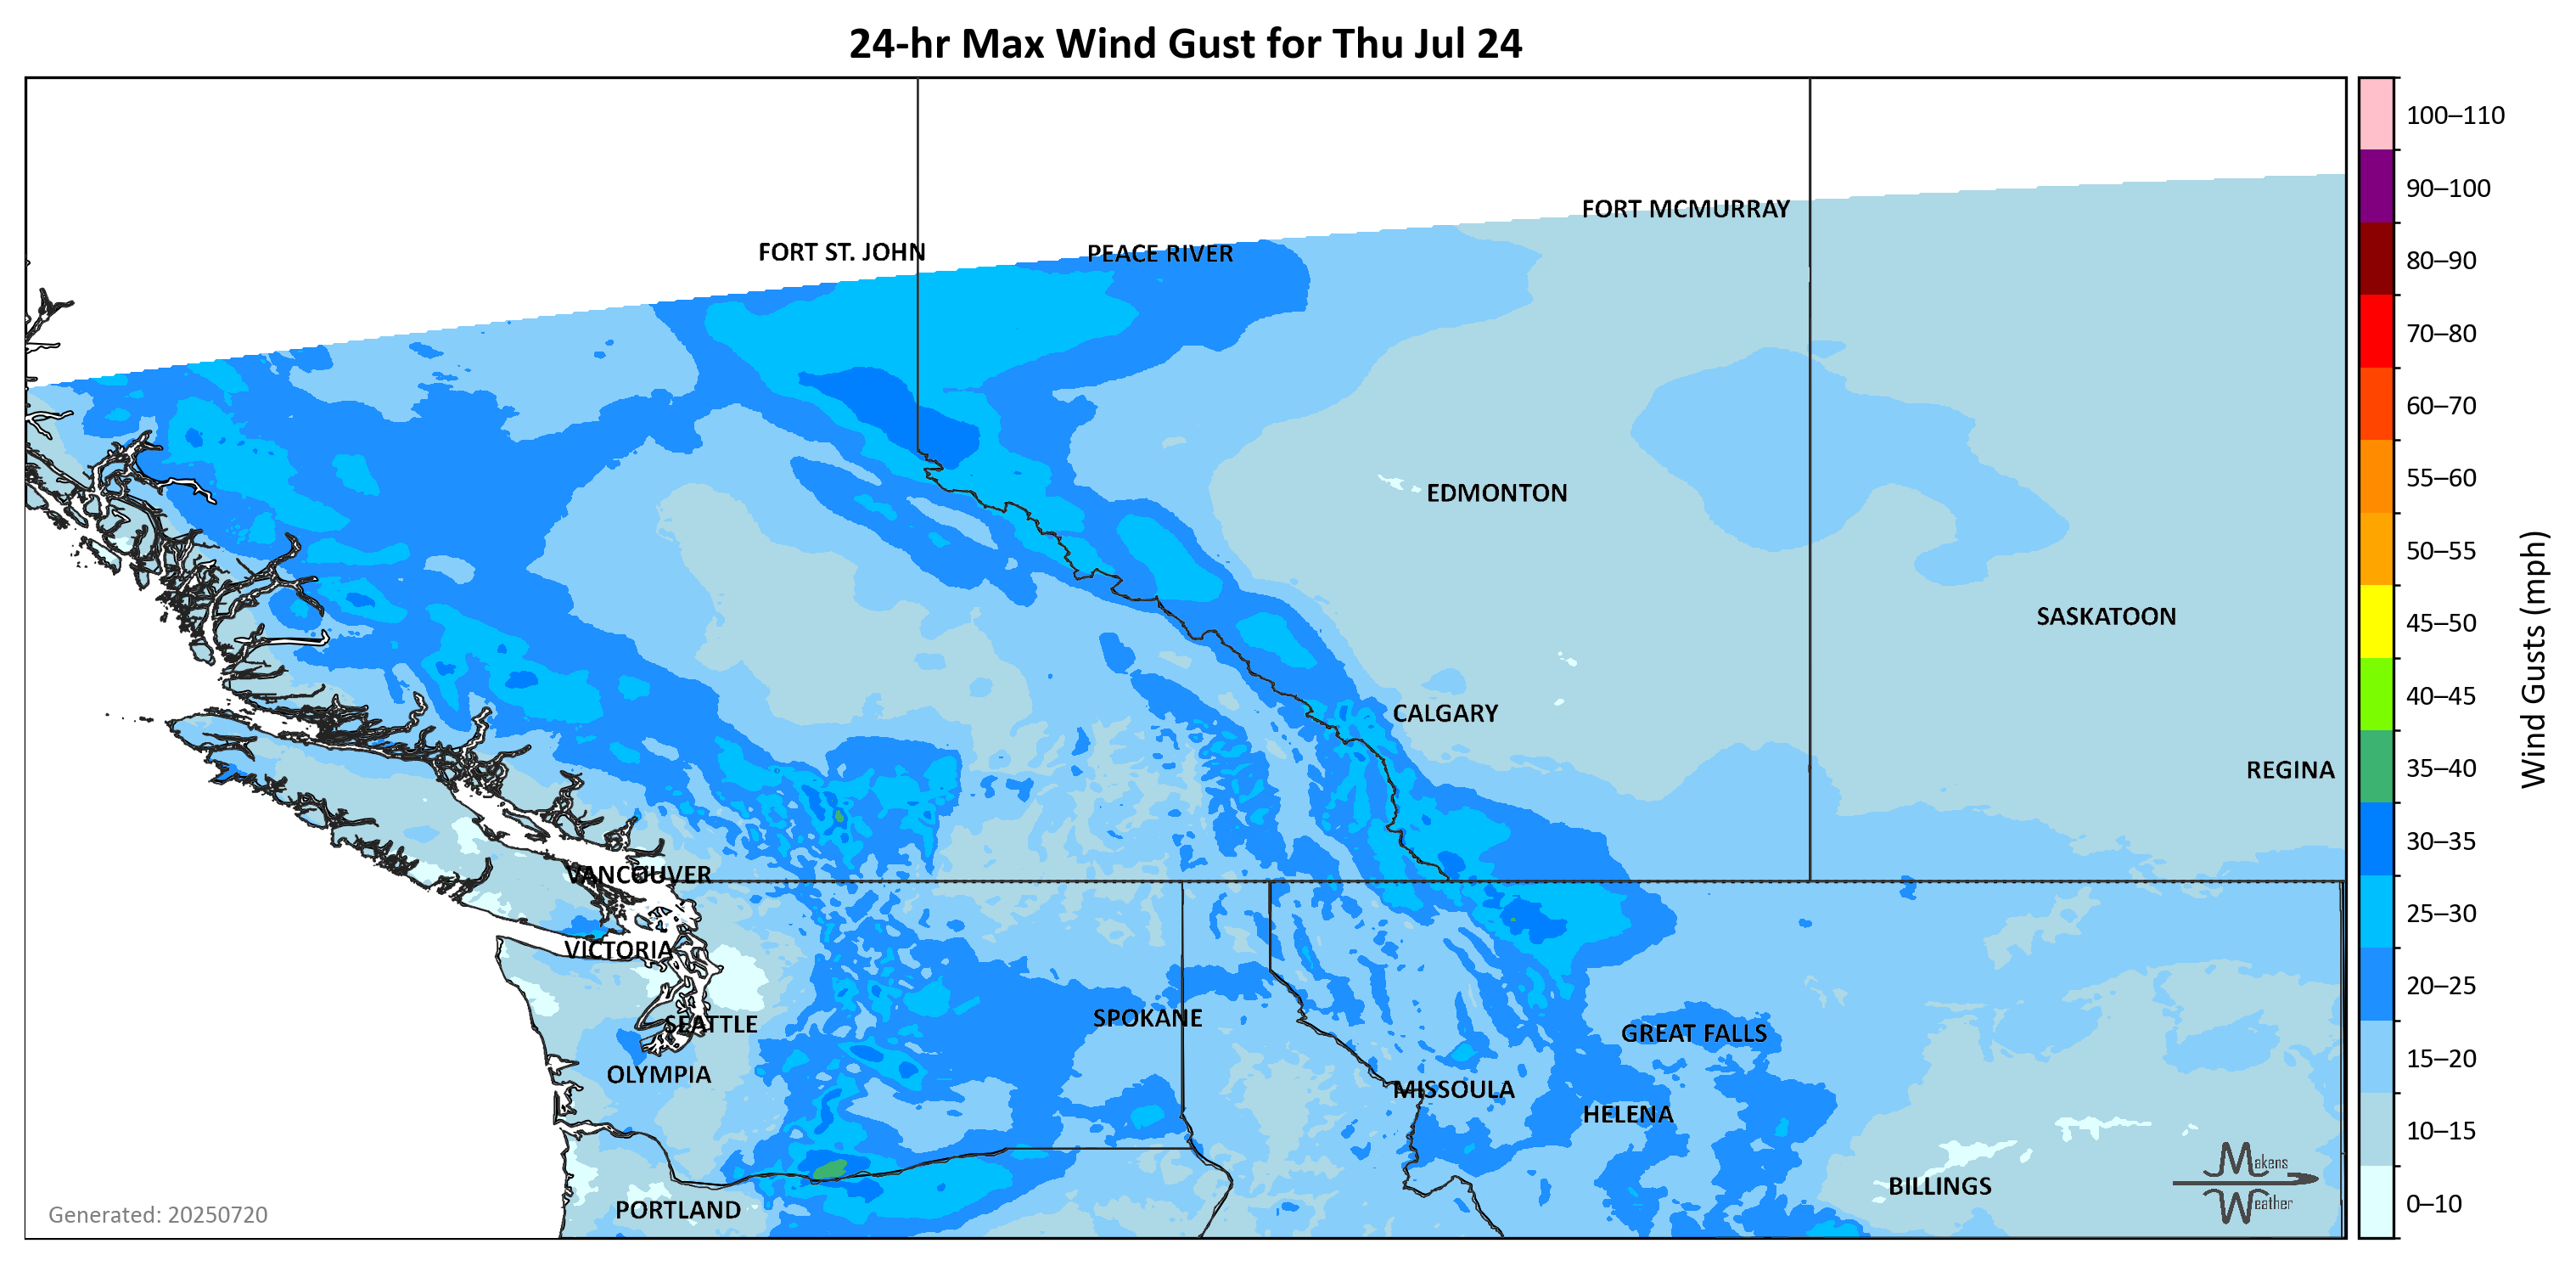 24-hr Max Wind Gust for Thu Jul 24
FORT MCMURRAY
FORT ST. JOHN
PEACE RIVER
EDMONTON
SASKATOON
CALGARY
REGINA
VANCOUVER
VICTORIA
SPOKANE
SEATTLE
GREAT FALLS
OLYMPIA
MISSOULA
HELENA
BILLINGS
PORTLAND
Generated: 20250720
Makens
Weather
100–110
90–100
80–90
70–80
60–70
55–60
50–55
45–50
40–45
35–40
30–35
25–30
20–25
15–20
10–15
0–10
Wind Gusts (mph)